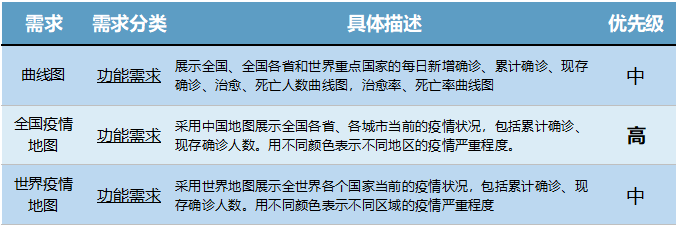 需求 需求分类 具体描述 优先级
曲线图 功能需求 展示全国、全国各省和世界重点国家的每日新增确诊、累计确诊、现存
确诊、治愈、死亡人数曲线图，治愈率、死亡率曲线图 中
全国疫情
地图 功能需求 采用中国地图展示全国各省、各城市当前的疫情状况，包括累计确诊、
现存确诊人数。用不同颜色表示不同地区的疫情严重程度。 高
世界疫情
地图 功能需求 采用世界地图展示全世界各个国家当前的疫情状况，包括累计确诊、现
存确诊人数。用不同颜色表示不同区域的疫情严重程度 中